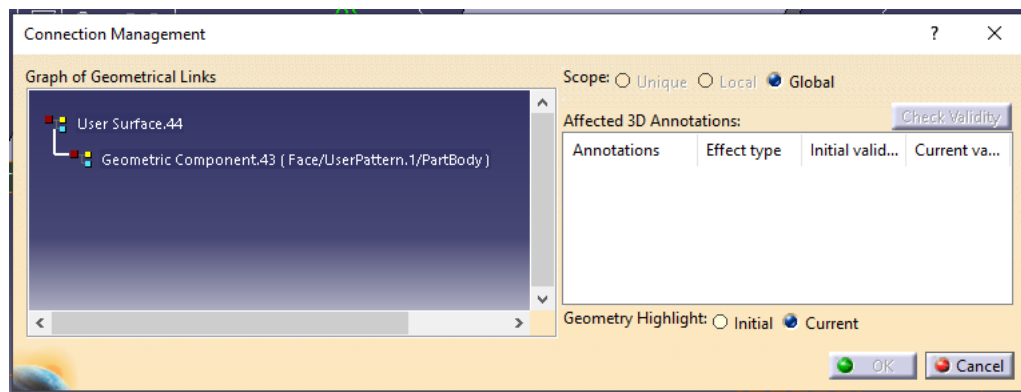 Connection Management
?
Graph of Geometrical Links
User Surface.44
Geometric Component.43 ( Face/UserPattern.1/PartBody )
Scope: Unique Local Global
Affected 3D Annotations: Check Validity
Annotations Effect type Initial valid... Current va...
Geometry Highlight: Initial Current
OK Cancel